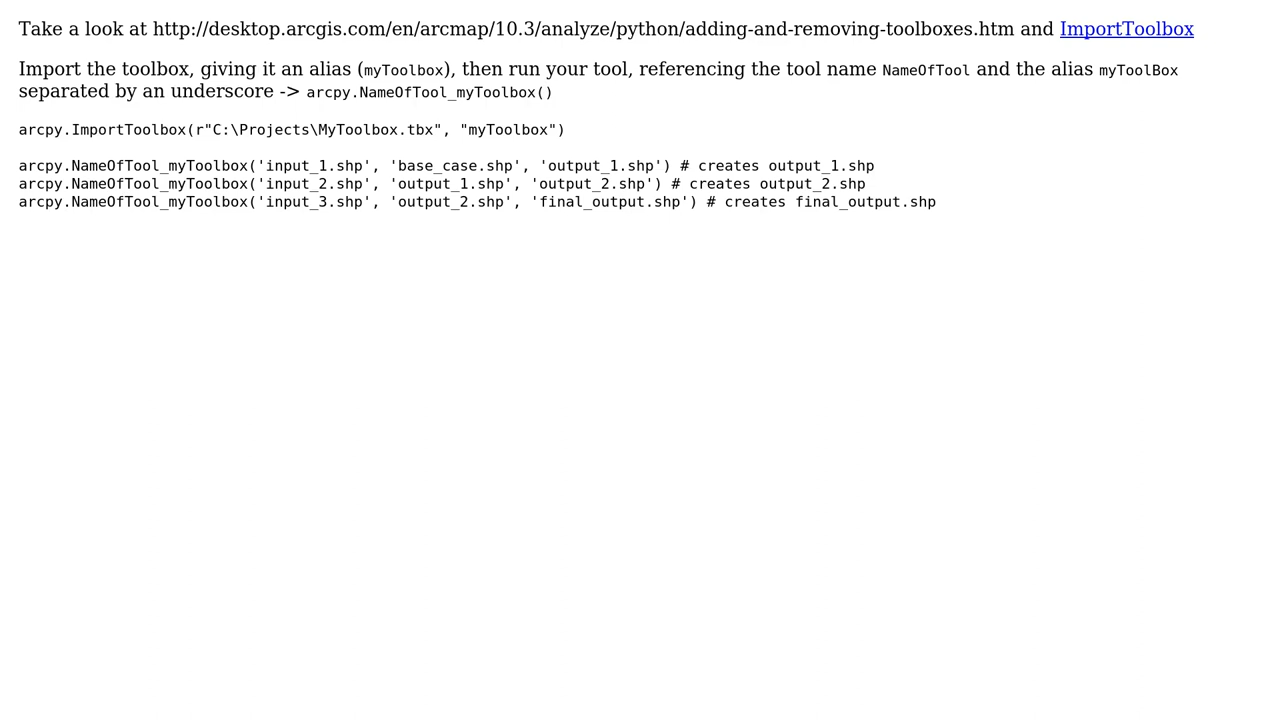 Take a look at http://desktop.arcgis.com/en/arcmap/10.3/analyze/python/adding-and-removing-toolboxes.htm and ImportToolbox
Import the toolbox, giving it an alias (myToolbox), then run your tool, referencing the tool name NameOfTool and the alias myToolBox
separated by an underscore -> arcpy.NameOfTool_myToolbox()
arcpy.ImportToolbox(r"C:\Projects\MyToolbox.tbx", "myToolbox")
arcpy.NameOfTool_myToolbox('input_1.shp', 'base_case.shp', 'output_1.shp') # creates output_1.shp
arcpy.NameOfTool_myToolbox('input_2.shp', 'output_1.shp', 'output_2.shp') # creates output_2.shp
arcpy.NameOfTool_myToolbox('input_3.shp', 'output_2.shp', 'final_output.shp') # creates final_output.shp